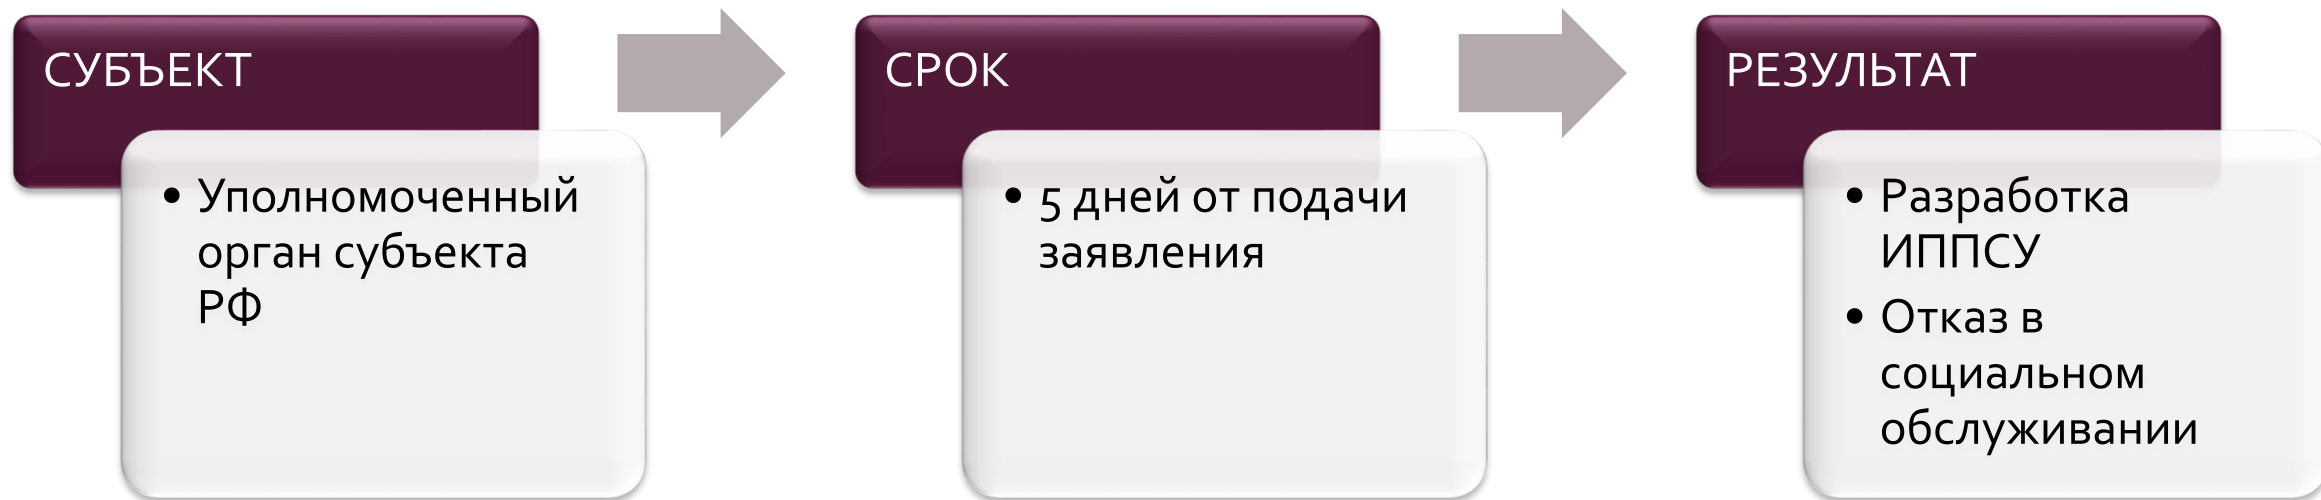 СУБЪЕКТ
• Уполномоченный
орган субъекта
РФ
СРОК
• 5 дней от подачи
заявления
РЕЗУЛЬТАТ
• Разработка
ИППСУ
• Отказ в
социальном
обслуживании